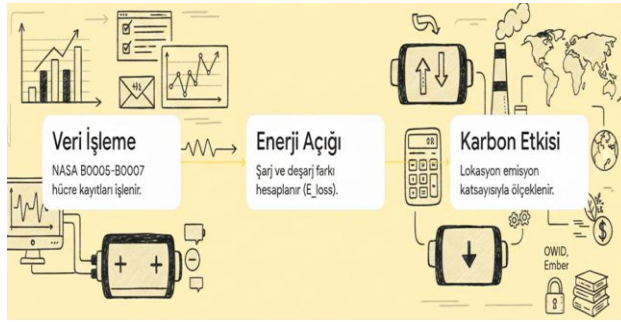 Veri İşleme
NASA B0005-B0007
hücre kayıtları işlenir.
Enerji Açığı
Şarj ve deşarj farkı
hesaplanır (E_loss).
Karbon Etkisi
Lokasyon emisyon
katsayısıyla ölçeklenir.
OWID,
Ember